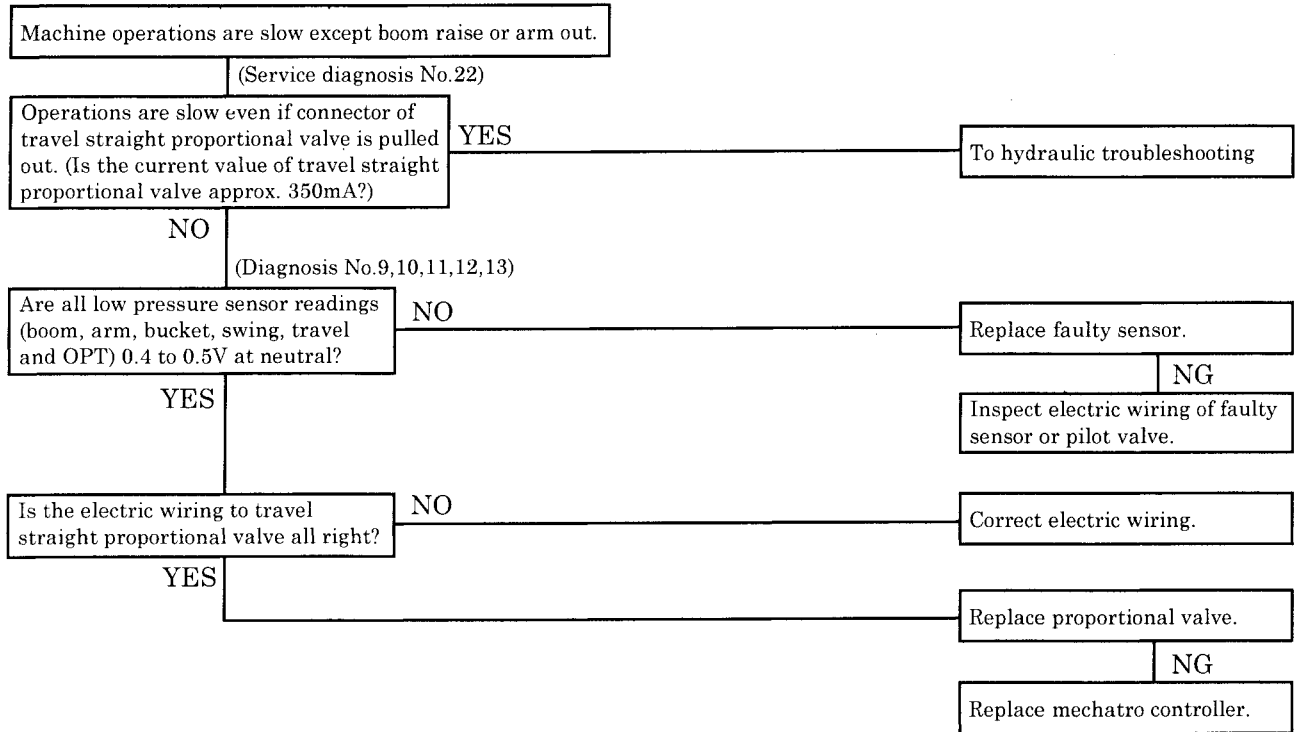 Machine operations are slow except boom raise or arm out.
(Service diagnosis No.22)
Operations are slow even if connector of
travel straight proportional valve is pulled
out. (Is the current value of travel straight
proportional valve approx. 350mA?)
YES
To hydraulic troubleshooting
NO
(Diagnosis No.9,10,11,12,13)
Are all low pressure sensor readings
(boom, arm, bucket, swing, travel
and OPT) 0.4 to 0.5V at neutral?
NO
Replace faulty sensor.
NG
Inspect electric wiring of faulty
sensor or pilot valve.
YES
Is the electric wiring to travel
straight proportional valve all right?
NO
Correct electric wiring.
YES
Replace proportional valve.
NG
Replace mechatro controller.